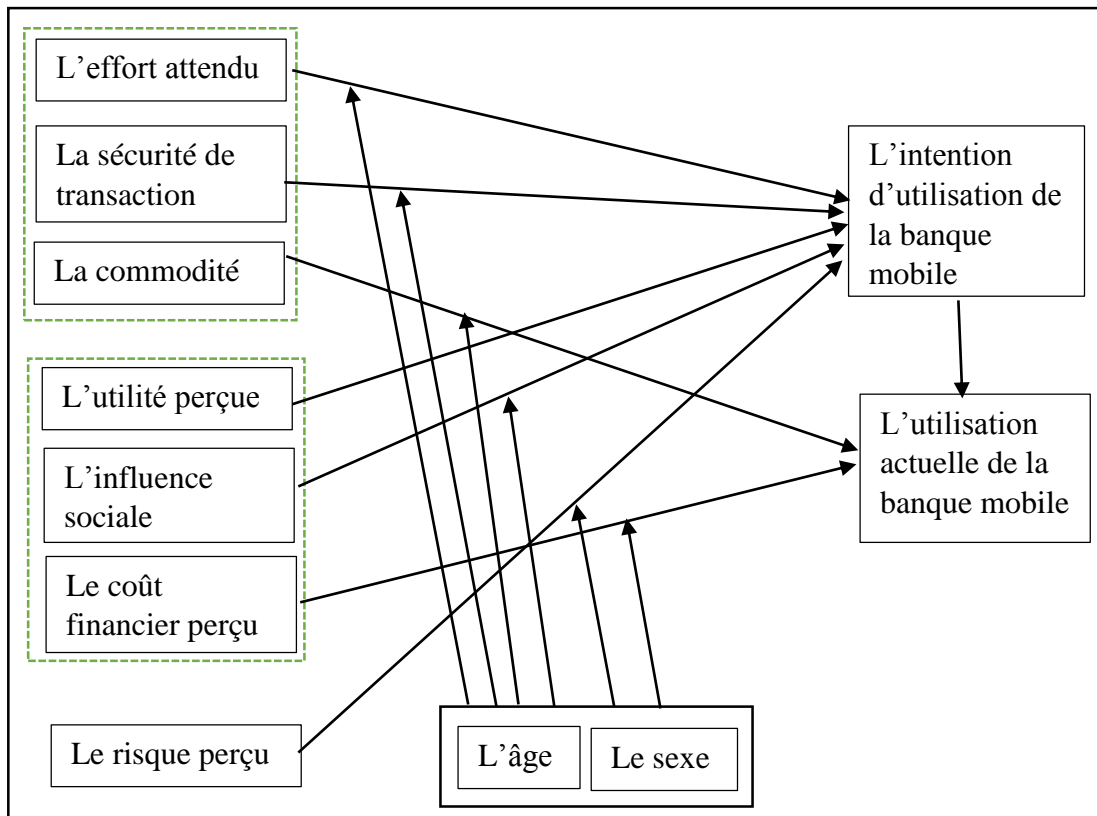 L’effort attendu
La sécurité de
transaction
La commodité
L’utilité perçue
L’influence
sociale
Le coût
financier perçu
Le risque perçu
L’âge
Le sexe
L’intention
d’utilisation de
la banque
mobile
L’utilisation
actuelle de la
banque mobile